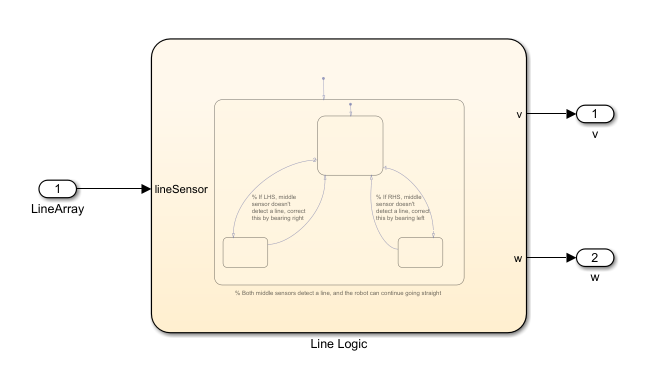 v
1
v
1
lineSensor
LineArray
% If LHS, middle
sensor doesn't
detect a line, correct
this by bearing right
% If RHS, middle
sensor doesn't
detect a line, correct
this by bearing left
w
2
w
% Both middle sensors detect a line, and the robot can continue going straight
Line Logic